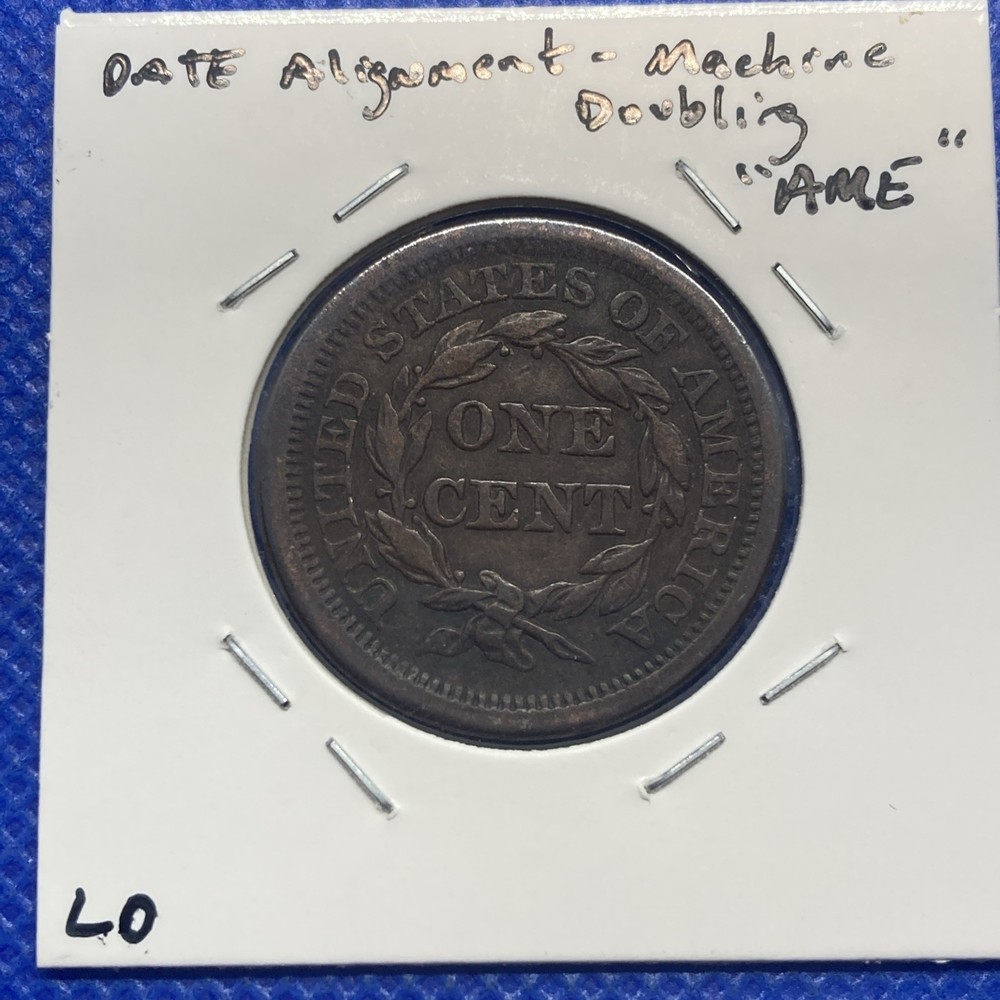 DATE Alignment - Machine
Doubling
"AME"
UNITED STATES OF AMERICA
ONE
CENT
LO